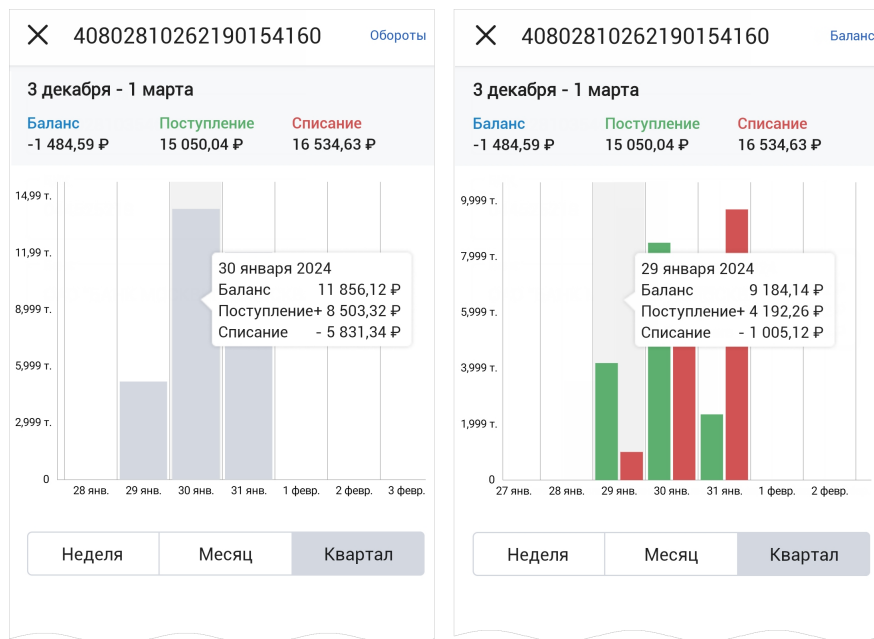 40802810262190154160 Обороты
3 декабря - 1 марта
Баланс Поступление Списание
-1 484,59 ₽ 15 050,04 ₽ 16 534,63 ₽
14,99 т.
11,99 т.
8,999 т.
5,999 т.
2,999 т.
0
30 января 2024
Баланс 11 856,12 ₽
Поступление+ 8 503,32 ₽
Списание - 5 831,34 ₽
28 янв. 29 янв. 30 янв. 31 янв. 1 февр. 2 февр. 3 февр.
Неделя Месяц Квартал
40802810262190154160 Баланс
3 декабря - 1 марта
Баланс Поступление Списание
-1 484,59 ₽ 15 050,04 ₽ 16 534,63 ₽
9,999 т.
7,999 т.
5,999 т.
3,999 т.
1,999 т.
0
29 января 2024
Баланс 9 184,14 ₽
Поступление+ 4 192,26 ₽
Списание - 1 005,12 ₽
27 янв. 28 янв. 29 янв. 30 янв. 31 янв. 1 февр. 2 февр.
Неделя Месяц Квартал